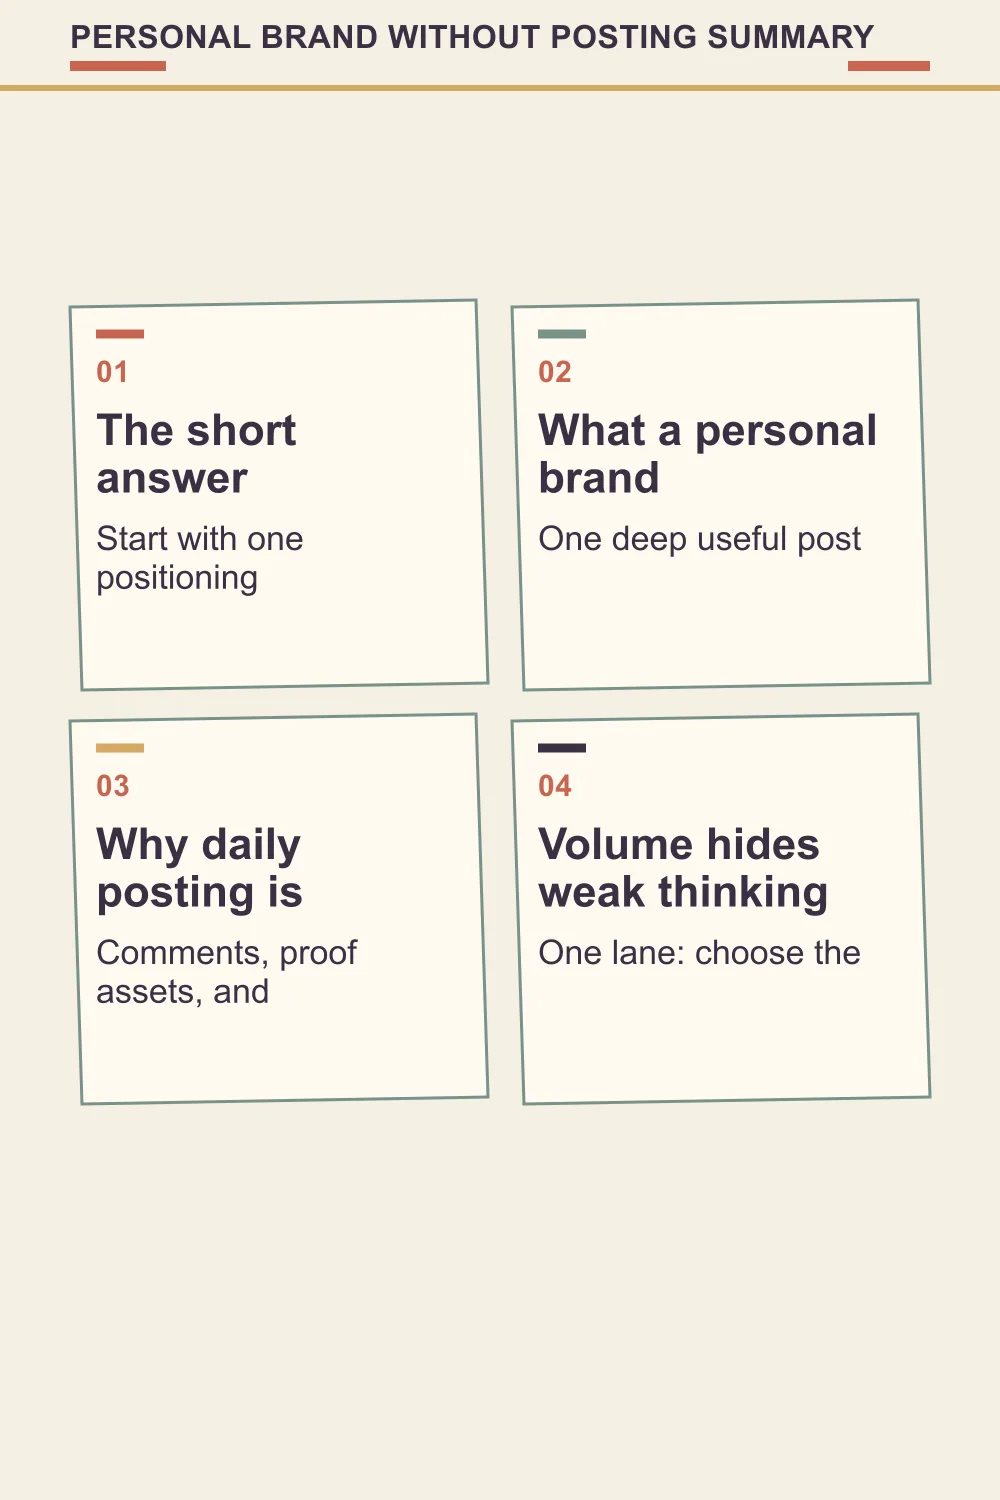 PERSONAL BRAND WITHOUT POSTING SUMMARY
01
The short
answer
Start with one
positioning
02
What a personal
brand
One deep useful post
03
Why daily
posting is
Comments, proof
assets, and
04
Volume hides
weak thinking
One lane: choose the